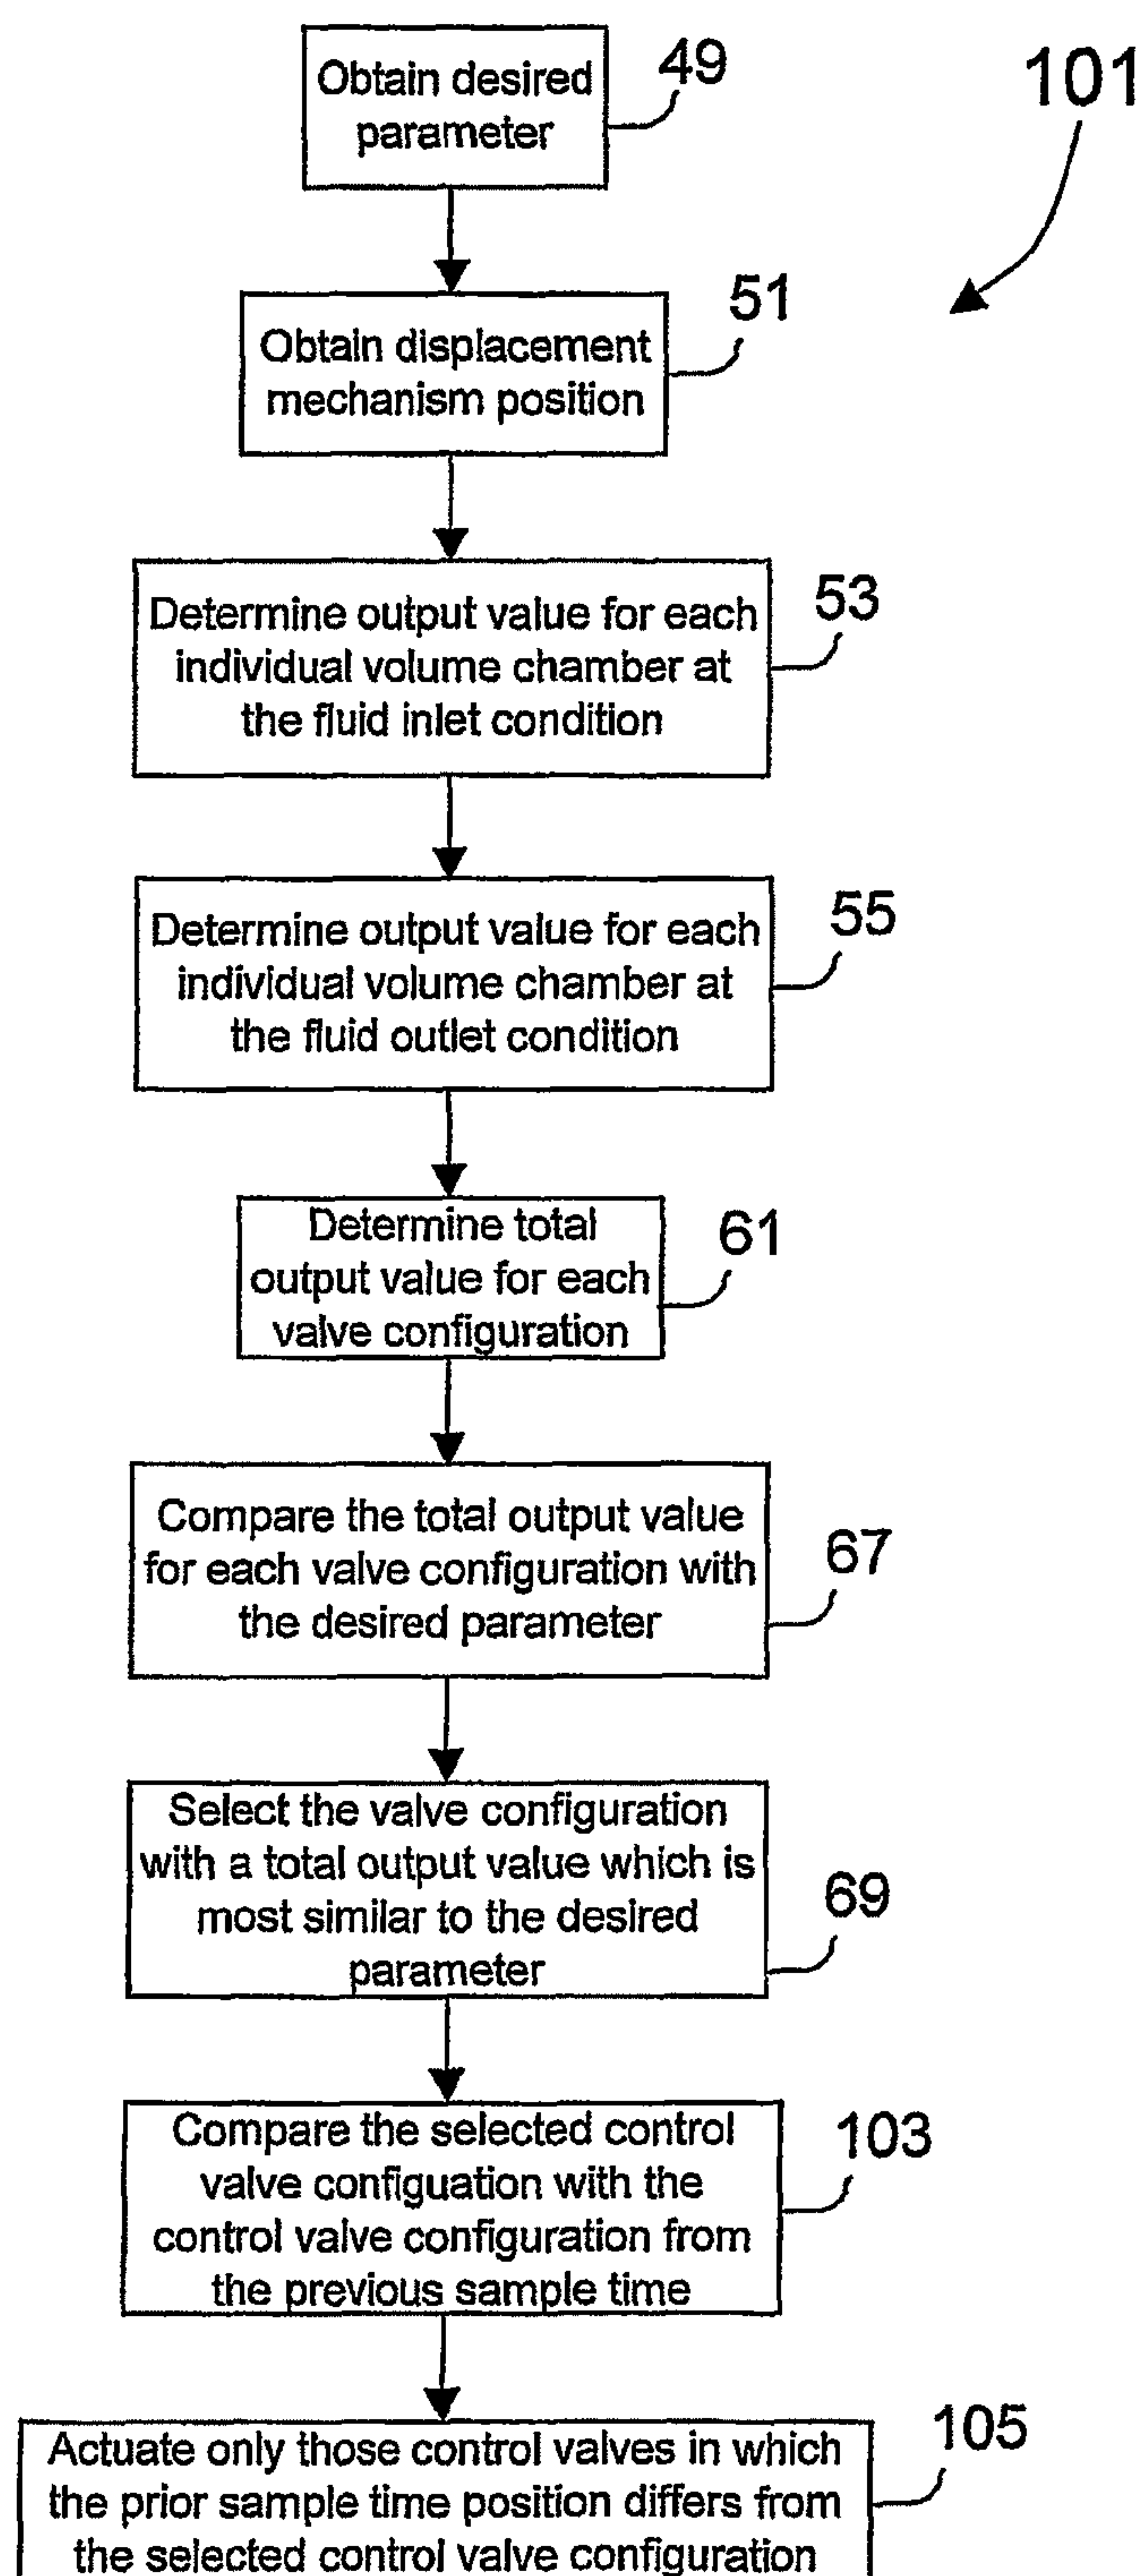 Obtain desired
parameter
49
101
Obtain displacement
mechanism position
51
Determine output value for each
individual volume chamber at
the fluid inlet condition
53
Determine output value for each
individual volume chamber at
the fluid outlet condition
55
Determine total
output value for each
valve configuration
61
Compare the total output value
for each valve configuration with
the desired parameter
67
Select the valve configuration
with a total output value which is
most similar to the desired
parameter
69
Compare the selected control
valve configuation with the
control valve configuration from
the previous sample time
103
Actuate only those control valves in which
the prior sample time position differs from
the selected control valve configuration
105